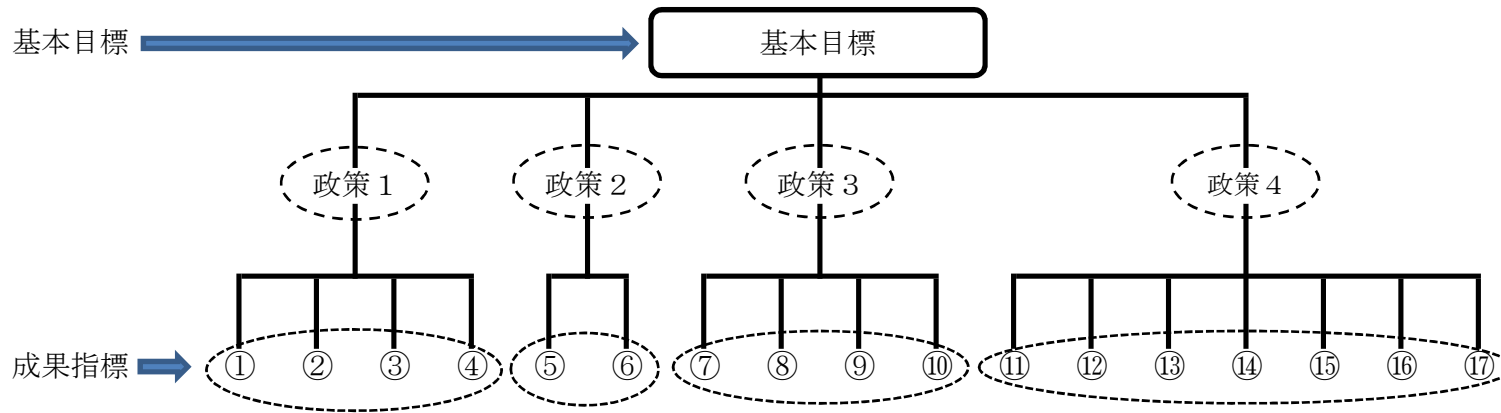 基本目標 基本目標
政策１ 政策２ 政策３ 政策４
成果指標 ① ② ③ ④ ⑤ ⑥ ⑦ ⑧ ⑨ ⑩ ⑪ ⑫ ⑬ ⑭ ⑮ ⑯ ⑰